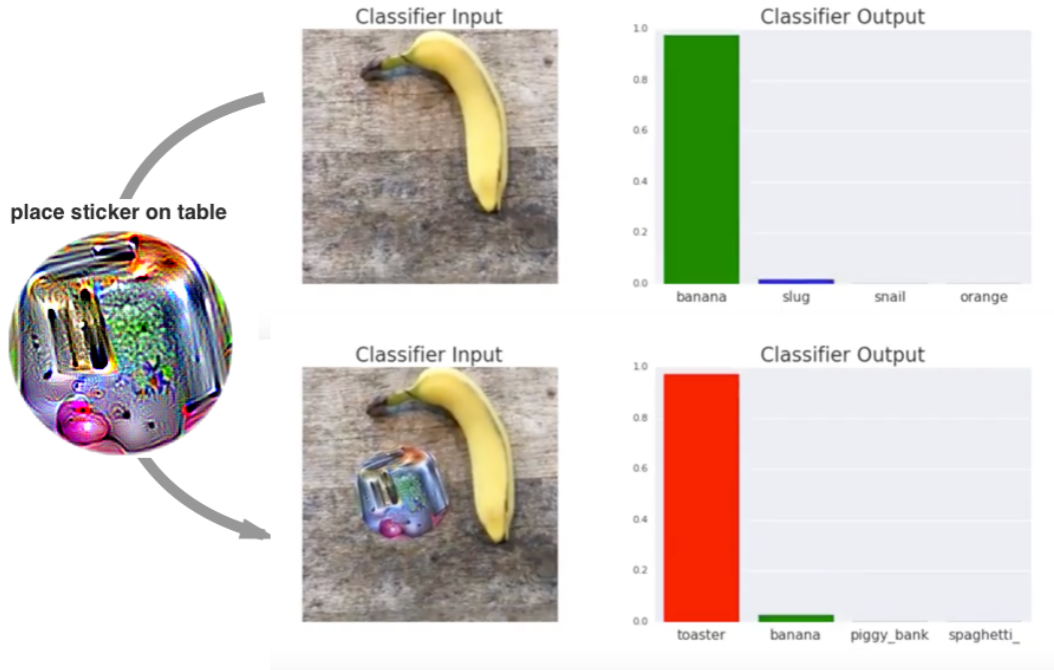 Classifier Input
Classifier Output
1.0
0.8
0.6
0.4
0.2
0.0
banana slug snail orange
place sticker on table
Classifier Input
Classifier Output
1.0
0.8
0.6
0.4
0.2
0.0
toaster banana piggy_bank spaghetti_